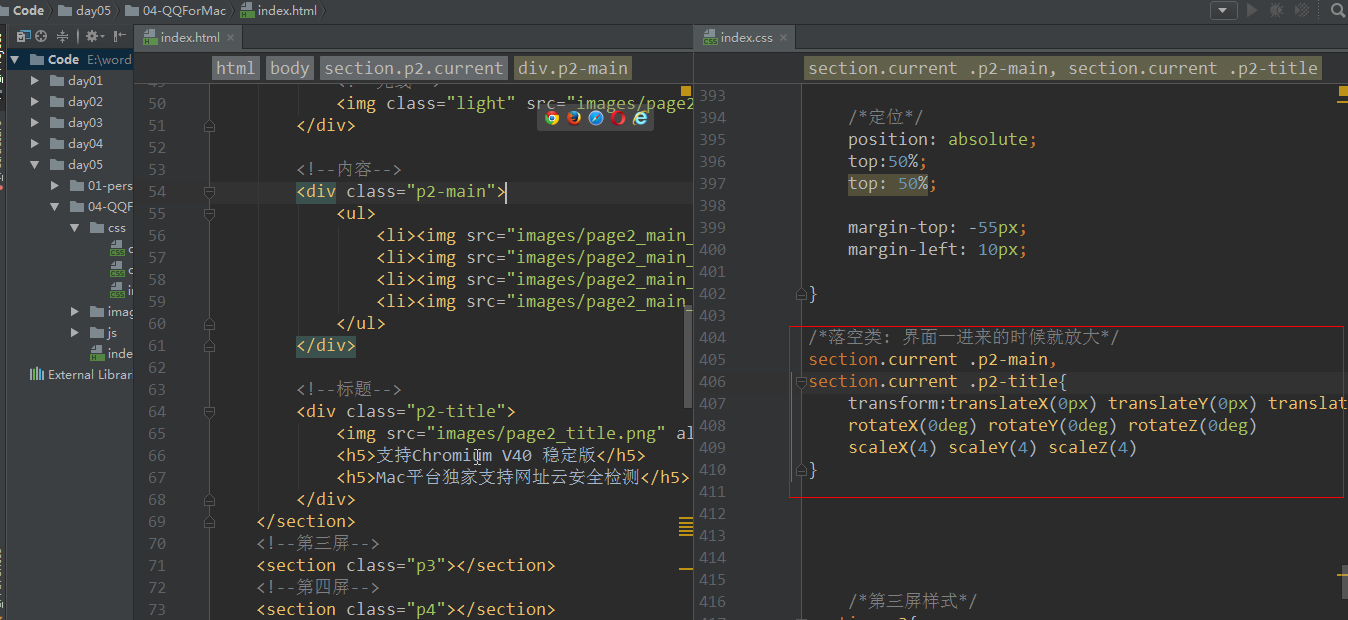 Code day05 04-QQForMac index.html
index.html
index.css
Code E:\word
day01
day02
day03
day04
day05
01-pers
04-QQF
css
imag
js
inde
External Librar
html body section.p2.current div.p2-main
50 <img class="light" src="images/page2
51 </div>
52
53 <!--内容-->
54 <div class="p2-main">
55 <ul>
56 <li><img src="images/page2_main_
57 <li><img src="images/page2_main_
58 <li><img src="images/page2_main_
59 <li><img src="images/page2_main_
60 </ul>
61 </div>
62
63 <!--标题-->
64 <div class="p2-title">
65 <img src="images/page2_title.png" al
66 <h5>支持Chromium V40 稳定版</h5>
67 <h5>Mac平台独家支持网址云安全检测</h5>
68 </div>
69 </section>
70 <!--第三屏-->
71 <section class="p3"></section>
72 <!--第四屏-->
73 <section class="p4"></section>
section.current .p2-main, section.current .p2-title
393
394 /*定位*/
395 position: absolute;
396 top:50%;
397 top: 50%;
398
399 margin-top: -55px;
400 margin-left: 10px;
401
402 }
403
404 /*落空类: 界面一进来的时候就放大*/
405 section.current .p2-main,
406 section.current .p2-title{
407 transform:translateX(0px) translateY(0px) translat
408 rotateX(0deg) rotateY(0deg) rotateZ(0deg)
409 scaleX(4) scaleY(4) scaleZ(4)
410 }
411
412
413
414
415
416 /*第三屏样式*/